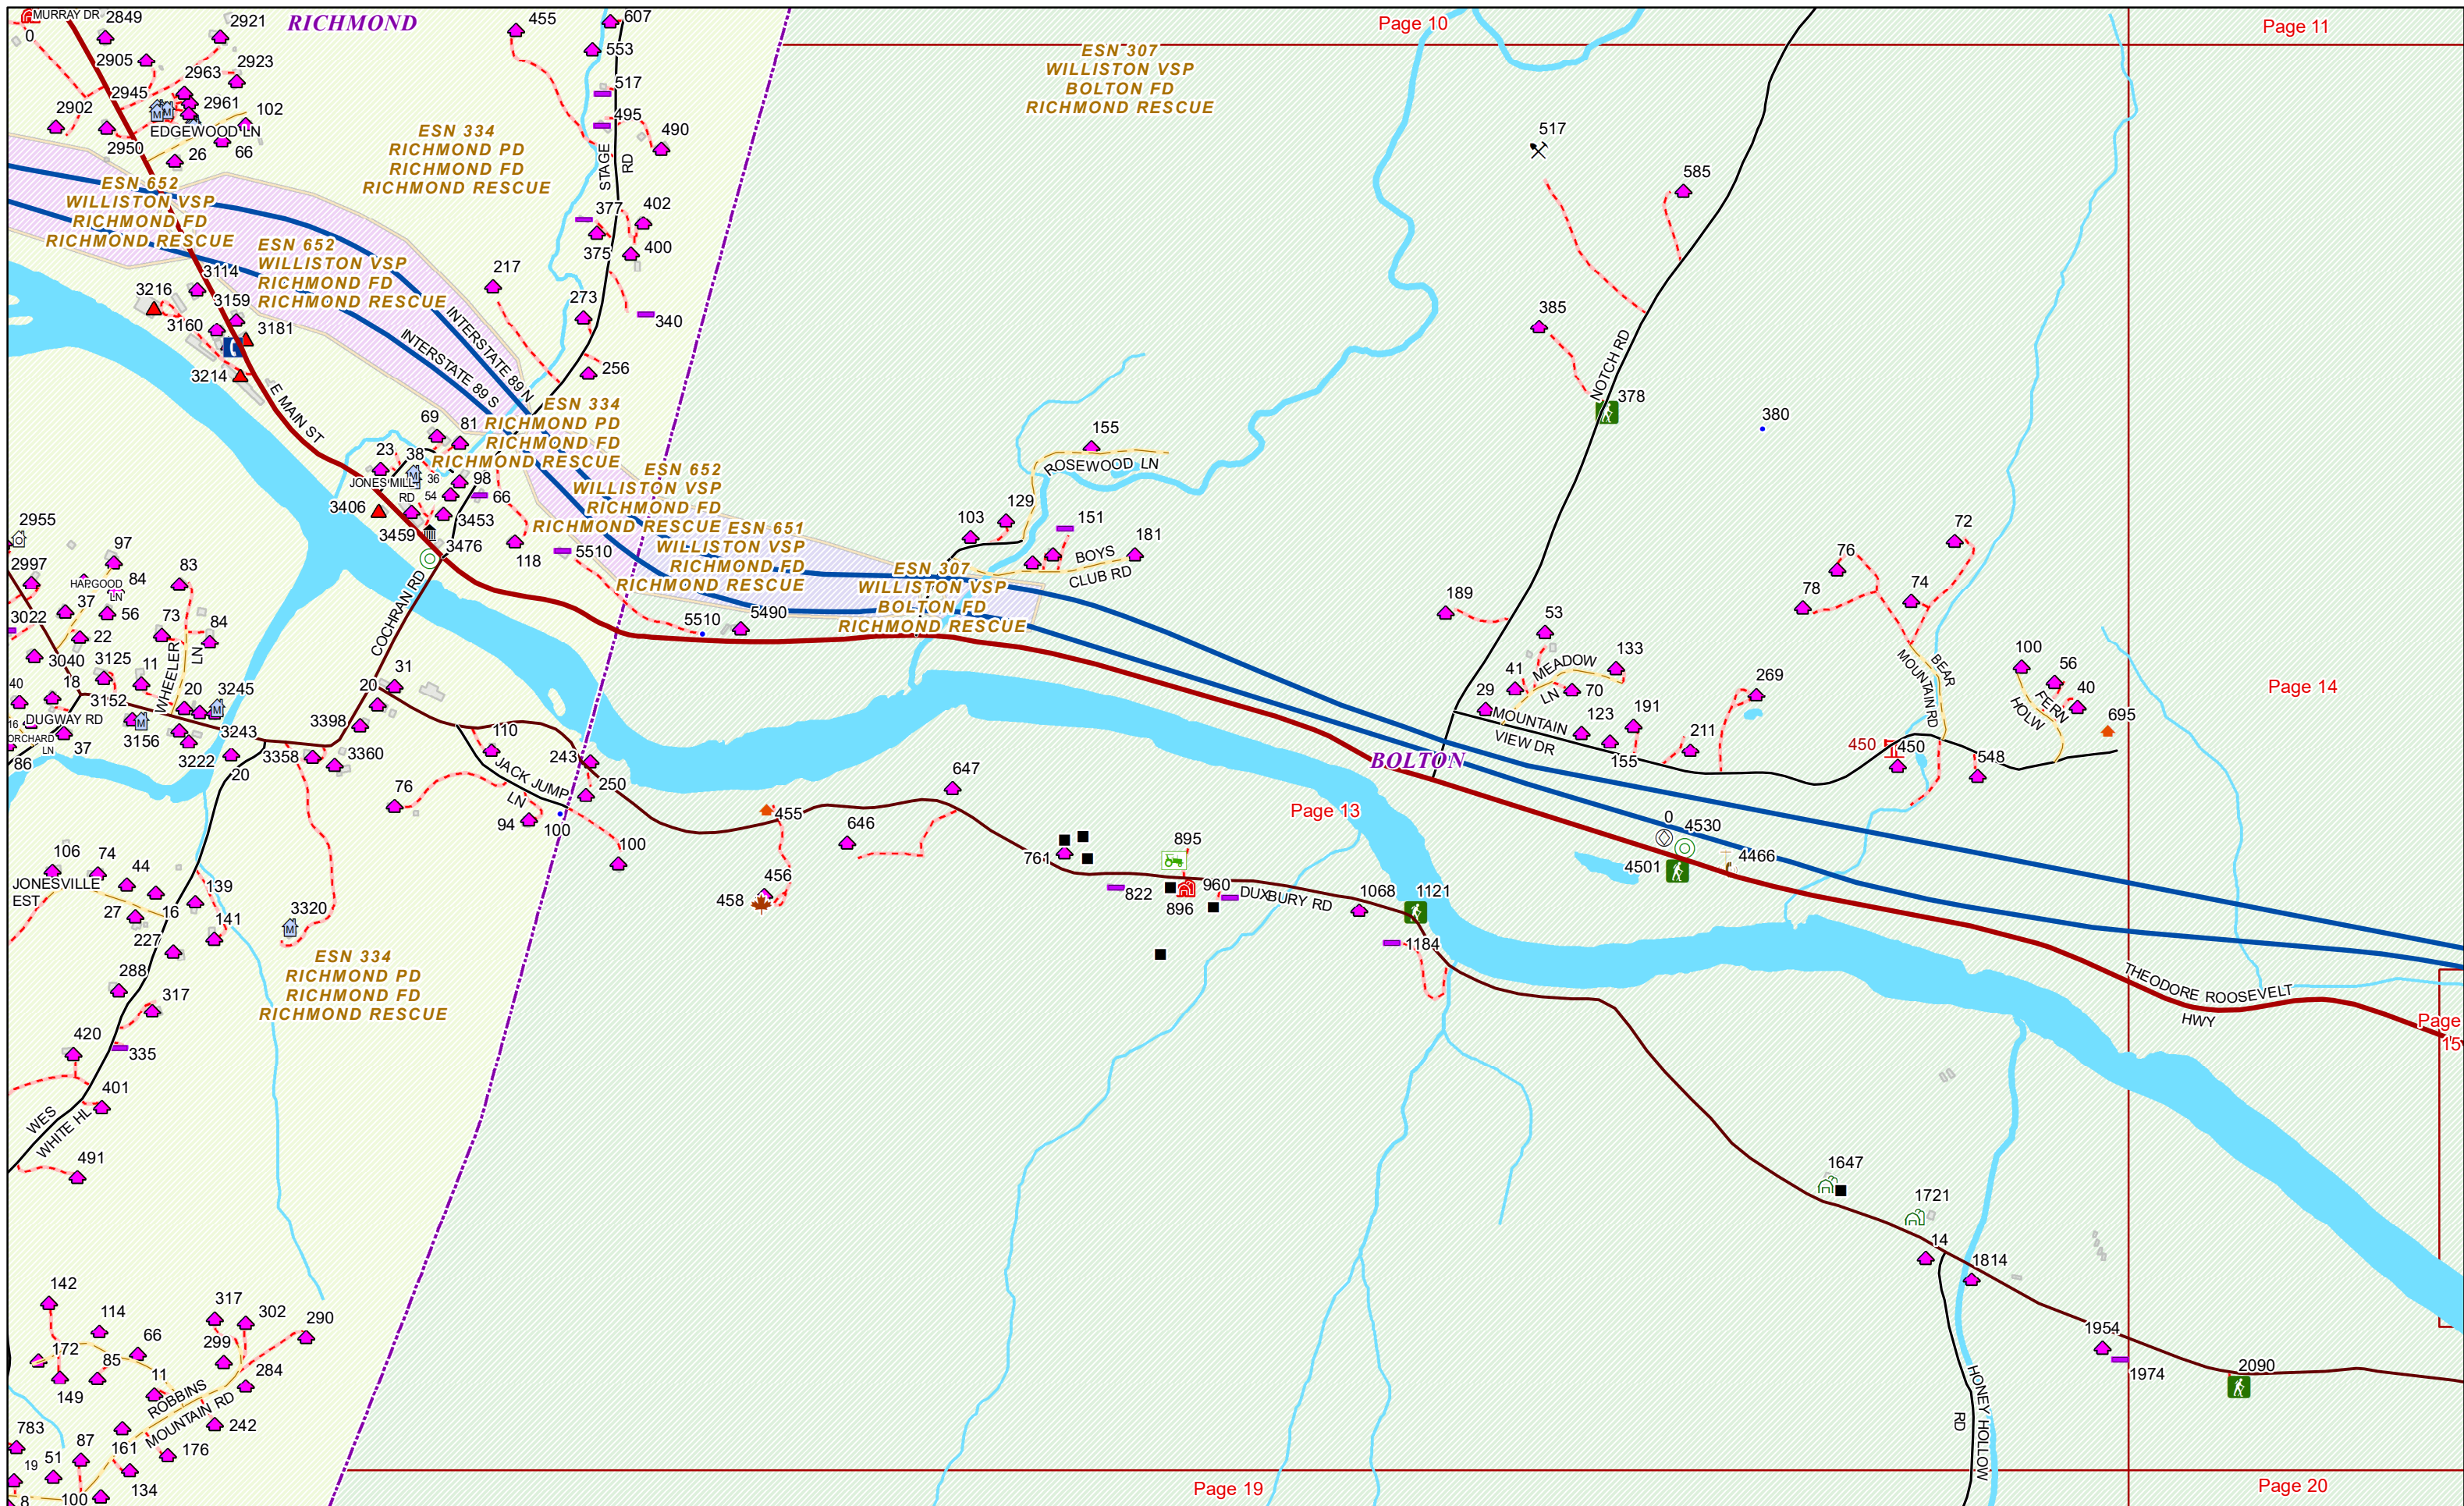 MURRAY DR
0
2849
2921
RICHMOND
455
607
553
Page 10
Page 11
2905
2963
2923
517
ESN 307
WILLISTON VSP
BOLTON FD
RICHMOND RESCUE
2945
2961
102
2902
EDGEWOOD LN
2950
26
66
ESN 334
RICHMOND PD
RICHMOND FD
RICHMOND RESCUE
495
490
STAGE
RD
517
585
ESN 652
WILLISTON VSP
RICHMOND FD
RICHMOND RESCUE
377
402
375
400
ESN 652
WILLISTON VSP
RICHMOND FD
RICHMOND RESCUE
217
273
340
256
3114
3216
3159
3160
3181
3214
INTERSTATE 89 N
INTERSTATE 89 S
E MAIN ST
385
NOTCH RD
378
380
ESN 334
RICHMOND PD
RICHMOND FD
RICHMOND RESCUE
69
81
23
38
36
98
JONES MILL
RD
54
66
3406
3453
3459
3476
118
5510
ESN 652
WILLISTON VSP
RICHMOND FD
RICHMOND RESCUE
ESN 651
WILLISTON VSP
RICHMOND FD
RICHMOND RESCUE
155
ROSEWOOD LN
103
129
151
181
BOYS
CLUB RD
ESN 307
WILLISTON VSP
BOLTON FD
RICHMOND RESCUE
5510
5490
2955
97
83
2997
HAPGOOD
LN
84
37
56
73
84
3022
22
WHEELER
LN
3040
3125
11
40
18
3152
20
3245
16
DUGWAY RD
3156
3243
ORCHARD
LN
37
3222
86
20
COCHRAN RD
31
20
3398
3358
3360
110
243
JACK JUMP
LN
250
76
94
100
100
72
76
78
74
189
53
133
MEADOW
LN
41
70
29
MOUNTAIN
VIEW DR
123
191
155
211
269
BEAR
MOUNTAIN RD
100
56
40
FERN
HOLW
695
450
450
548
Page 14
BOLTON
Page 13
647
455
646
456
458
761
895
822
896
960
DUXBURY RD
1068
1121
1184
0
4530
4501
4466
THEODORE ROOSEVELT
HWY
Page
15
106
74
44
JONESVILLE
EST
139
27
16
141
227
3320
288
317
ESN 334
RICHMOND PD
RICHMOND FD
RICHMOND RESCUE
420
335
401
WES
WHITE HL
491
1647
1721
14
1814
1954
1974
2090
HONEY HOLLOW
RD
142
114
317
302
290
66
299
172
85
284
149
11
ROBBINS
MOUNTAIN RD
242
783
87
161
176
19
51
134
8
100
Page 19
Page 20